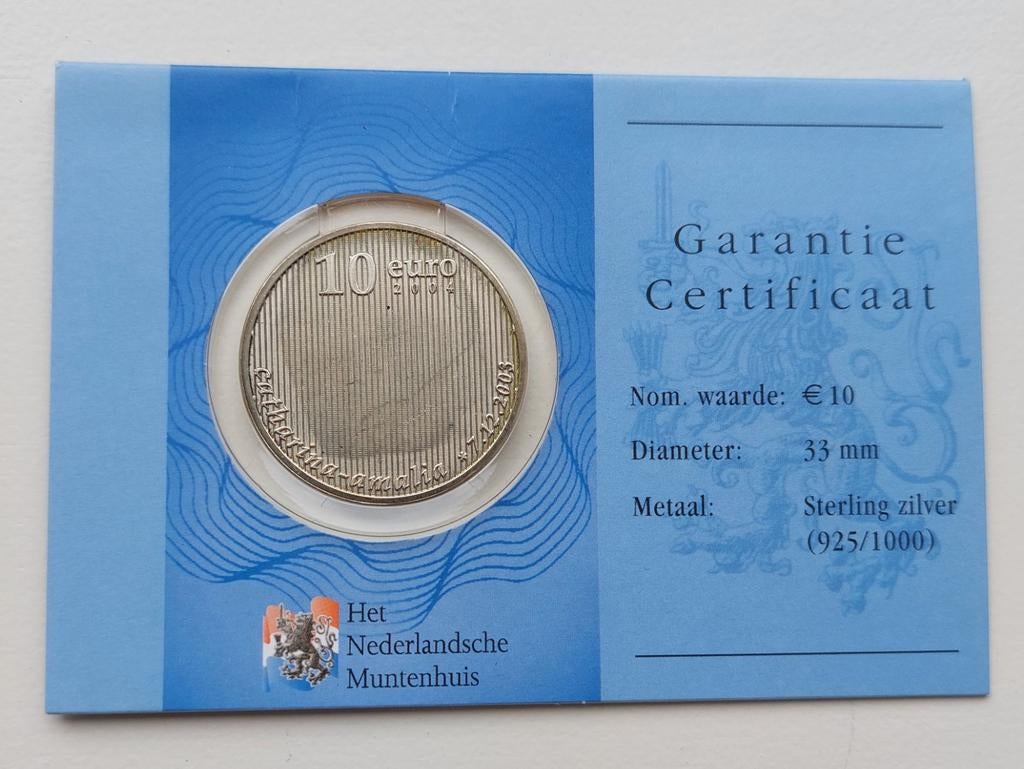 10 euro
2004
Catharina-amalia * 7.12.2003
Het
Nederlandsche
Muntenhuis
Garantie
Certificaat
Nom. waarde: € 10
Diameter: 33 mm
Metaal: Sterling zilver
(925/1000)